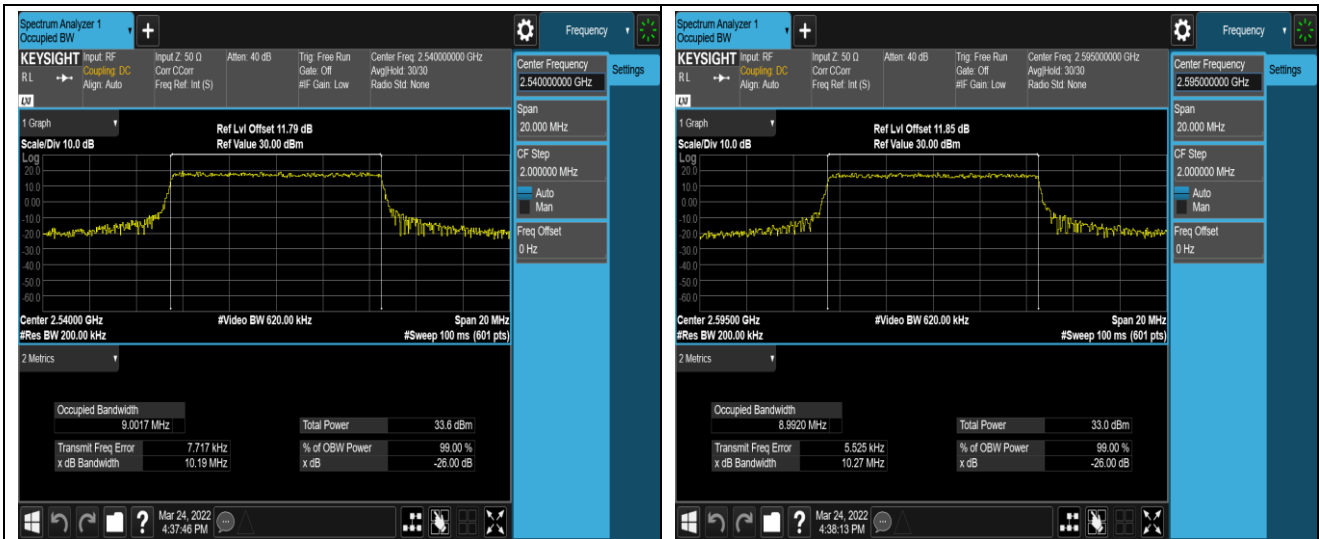 Spectrum Analyzer 1
Occupied BW
+
Frequency
KEYSIGHT Input: RF
Coupling: DC
Align: Auto
RL
LXI
Input Z: 50 Ω
Corr CCorr
Freq Ref: Int (S)
Atten: 40 dB
Trig: Free Run
Gate: Off
#IF Gain: Low
Center Freq: 2.540000000 GHz
Avg|Hold: 30/30
Radio Std: None
Center Frequency
2.540000000 GHz
Settings
Span
20.000 MHz
CF Step
2.000000 MHz
Auto
Man
Freq Offset
0 Hz
1 Graph
Ref Lvl Offset 11.79 dB
Scale/Div 10.0 dB
Ref Value 30.00 dBm
Log
20.0
10.0
0.00
-10.0
-20.0
-30.0
-40.0
-50.0
-60.0
Center 2.54000 GHz
#Video BW 620.00 kHz
Span 20 MHz
#Res BW 200.00 kHz
#Sweep 100 ms (601 pts)
2 Metrics
Occupied Bandwidth
9.0017 MHz
Total Power 33.6 dBm
Transmit Freq Error 7.717 kHz
% of OBW Power 99.00 %
x dB Bandwidth 10.19 MHz
x dB -26.00 dB
?
Mar 24, 2022
4:37:46 PM
Spectrum Analyzer 1
Occupied BW
+
Frequency
KEYSIGHT Input: RF
Coupling: DC
Align: Auto
RL
LXI
Input Z: 50 Ω
Corr CCorr
Freq Ref: Int (S)
Atten: 40 dB
Trig: Free Run
Gate: Off
#IF Gain: Low
Center Freq: 2.595000000 GHz
Avg|Hold: 30/30
Radio Std: None
Center Frequency
2.595000000 GHz
Settings
Span
20.000 MHz
CF Step
2.000000 MHz
Auto
Man
Freq Offset
0 Hz
1 Graph
Ref Lvl Offset 11.85 dB
Scale/Div 10.0 dB
Ref Value 30.00 dBm
Log
20.0
10.0
0.00
-10.0
-20.0
-30.0
-40.0
-50.0
-60.0
Center 2.59500 GHz
#Video BW 620.00 kHz
Span 20 MHz
#Res BW 200.00 kHz
#Sweep 100 ms (601 pts)
2 Metrics
Occupied Bandwidth
8.9920 MHz
Total Power 33.0 dBm
Transmit Freq Error 5.525 kHz
% of OBW Power 99.00 %
x dB Bandwidth 10.27 MHz
x dB -26.00 dB
?
Mar 24, 2022
4:38:13 PM